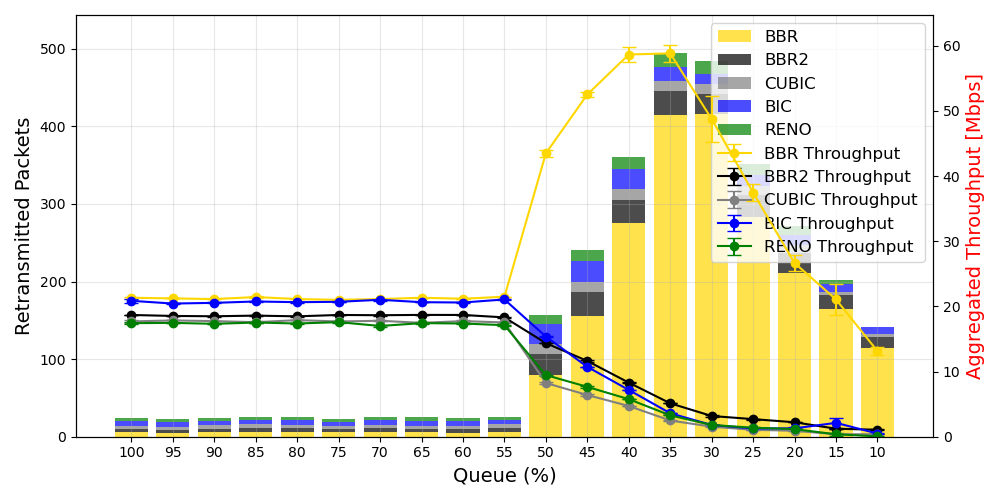 500
400
300
200
100
0
Retransmitted Packets
60
50
40
30
20
10
0
Aggregated Throughput [Mbps]
BBR
BBR2
CUBIC
BIC
RENO
BBR Throughput
BBR2 Throughput
CUBIC Throughput
BIC Throughput
RENO Throughput
100 95 90 85 80 75 70 65 60 55 50 45 40 35 30 25 20 15 10
Queue (%)